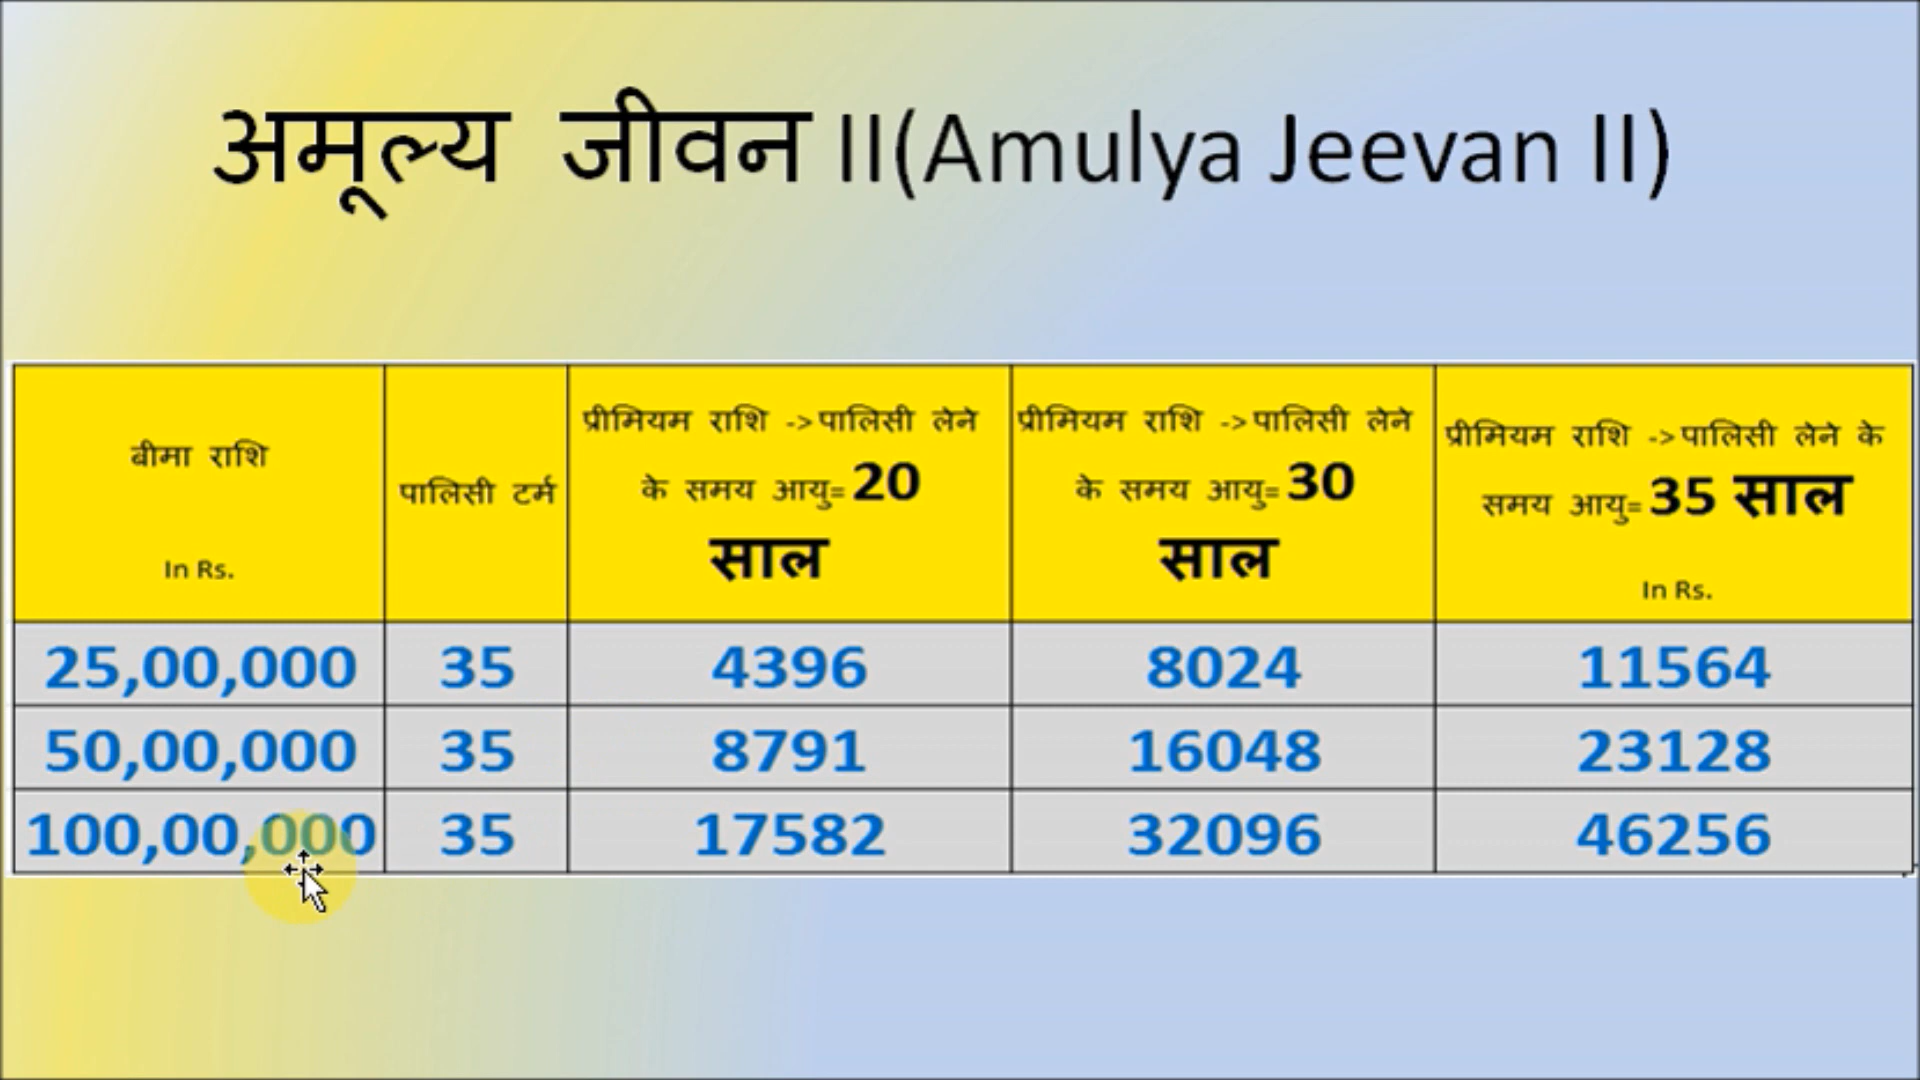 अमूल्य जीवन II(Amulya Jeevan II)
बीमा राशि
In Rs.
पालिसी टर्म
प्रीमियम राशि ->पालिसी लेने
के समय आयु=20
साल
प्रीमियम राशि ->पालिसी लेने
के समय आयु=30
साल
प्रीमियम राशि ->पालिसी लेने के
समय आयु=35 साल
In Rs.
25,00,000 35 4396 8024 11564
50,00,000 35 8791 16048 23128
100,00,000 35 17582 32096 46256